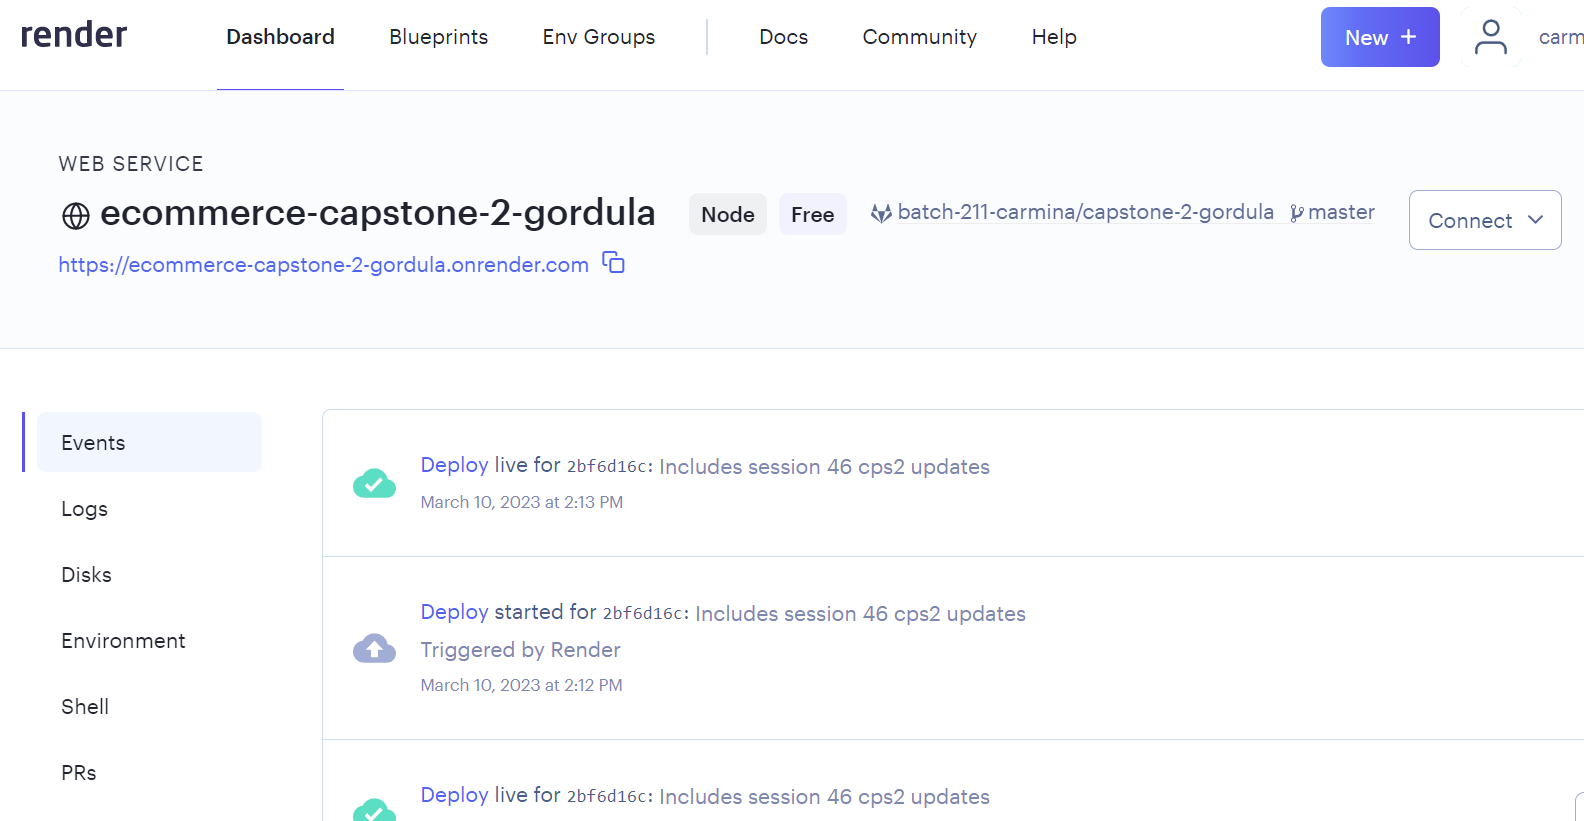 render
Dashboard
Blueprints
Env Groups
Docs
Community
Help
New +
carm
WEB SERVICE
ecommerce-capstone-2-gordula
Node
Free
batch-211-carmina/capstone-2-gordula
master
Connect
https://ecommerce-capstone-2-gordula.onrender.com
Events
Logs
Disks
Environment
Shell
PRs
Deploy live for 2bf6d16c: Includes session 46 cps2 updates
March 10, 2023 at 2:13 PM
Deploy started for 2bf6d16c: Includes session 46 cps2 updates
Triggered by Render
March 10, 2023 at 2:12 PM
Deploy live for 2bf6d16c: Includes session 46 cps2 updates